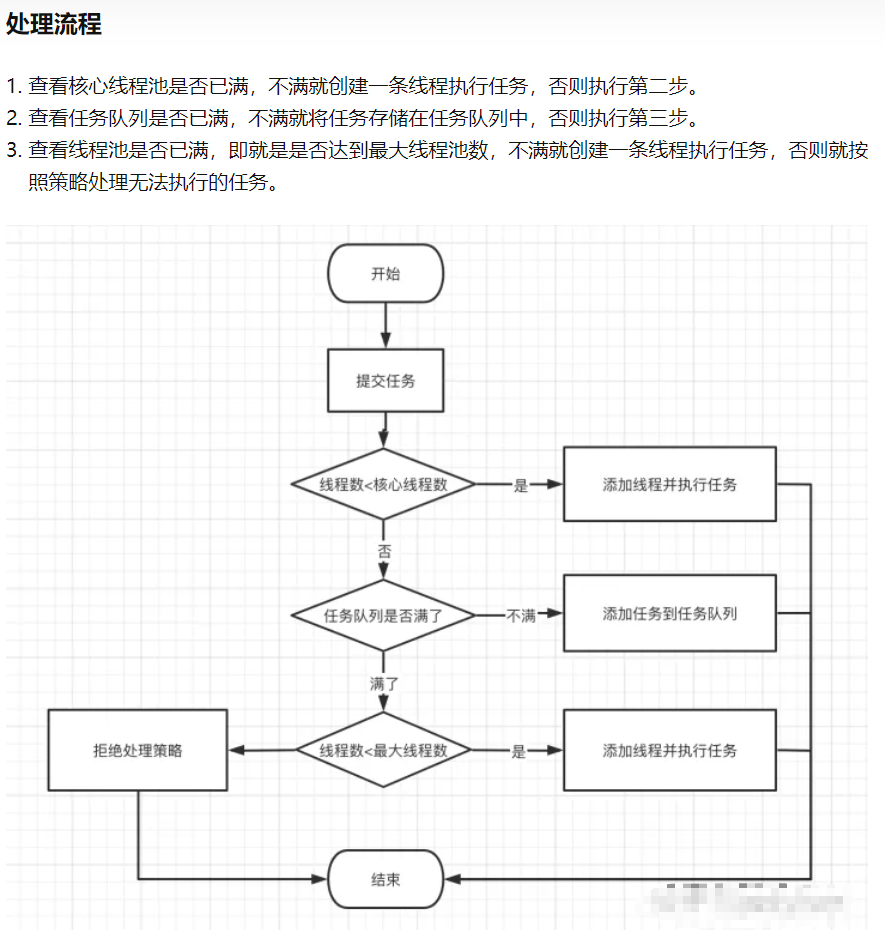 处理流程
1. 查看核心线程池是否已满，不满就创建一条线程执行任务，否则执行第二步。
2. 查看任务队列是否已满，不满就将任务存储在任务队列中，否则执行第三步。
3. 查看线程池是否已满，即就是是否达到最大线程池数，不满就创建一条线程执行任务，否则就按
照策略处理无法执行的任务。
开始
提交任务
线程数<核心线程数
是
添加线程并执行任务
否
任务队列是否满了
不满
添加任务到任务队列
满了
拒绝处理策略
线程数<最大线程数
是
添加线程并执行任务
结束